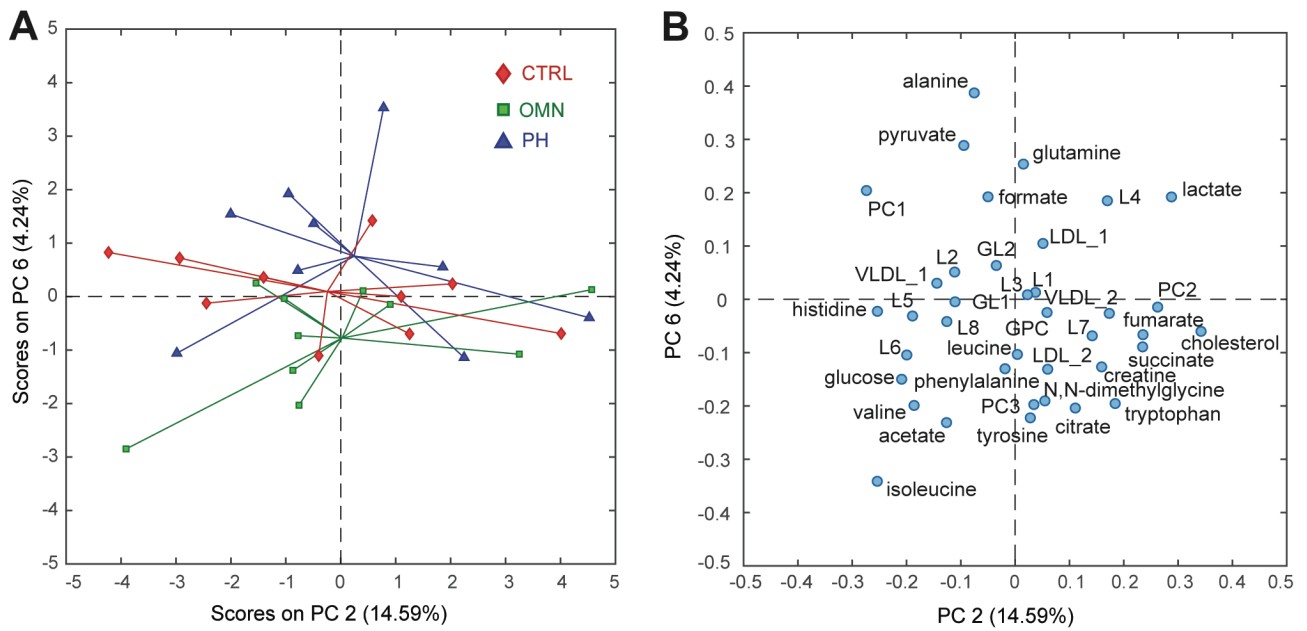 A
5
4
3
2
1
0
-1
-2
-3
-4
-5
-5 -4 -3 -2 -1 0 1 2 3 4 5
Scores on PC 6 (4.24%)
Scores on PC 2 (14.59%)
CTRL
OMN
PH
B
0.5
0.4
0.3
0.2
0.1
0
-0.1
-0.2
-0.3
-0.4
-0.5
-0.5 -0.4 -0.3 -0.2 -0.1 0 0.1 0.2 0.3 0.4 0.5
PC 6 (4.24%)
PC 2 (14.59%)
alanine
pyruvate
glutamine
PC1
formate
L4
lactate
LDL_1
L2
GL2
VLDL_1
L3
L1
PC2
histidine
L5
GL1
VLDL_2
L8
GPC
L7
fumarate
cholesterol
L6
leucine
LDL_2
succinate
glucose
phenylalanine
creatine
N,N-dimethylglycine
valine
PC3
tryptophan
acetate
tyrosine
citrate
isoleucine